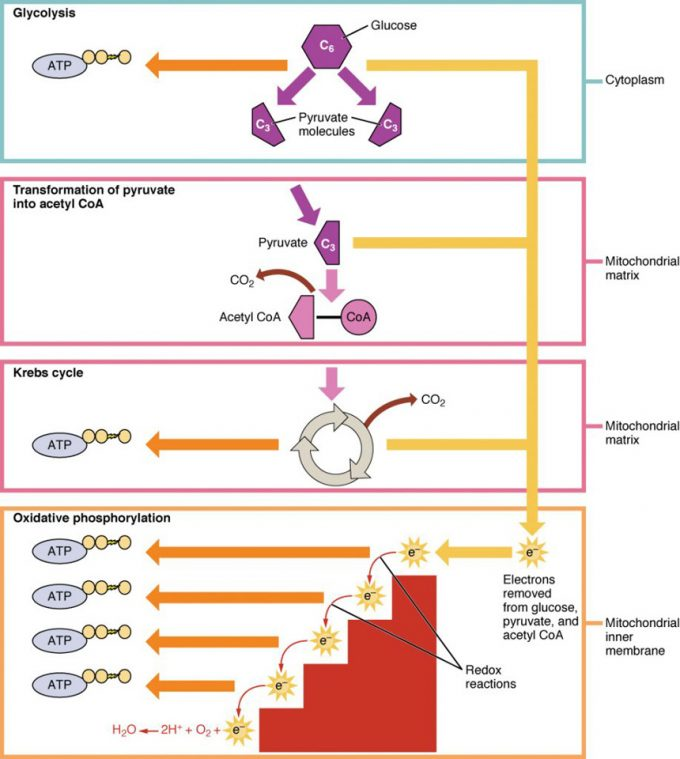 Glycolysis
Glucose
C6
ATP
Cytoplasm
C3
Pyruvate
molecules
C3
Transformation of pyruvate
into acetyl CoA
Pyruvate
C3
Mitochondrial
matrix
CO2
Acetyl CoA
CoA
Krebs cycle
CO2
Mitochondrial
matrix
ATP
Oxidative phosphorylation
ATP
e-
e-
Electrons
removed
from glucose,
pyruvate, and
acetyl CoA
ATP
e-
Mitochondrial
inner
membrane
ATP
e-
Redox
reactions
ATP
e-
H2O ← 2H+ + O2 + e-